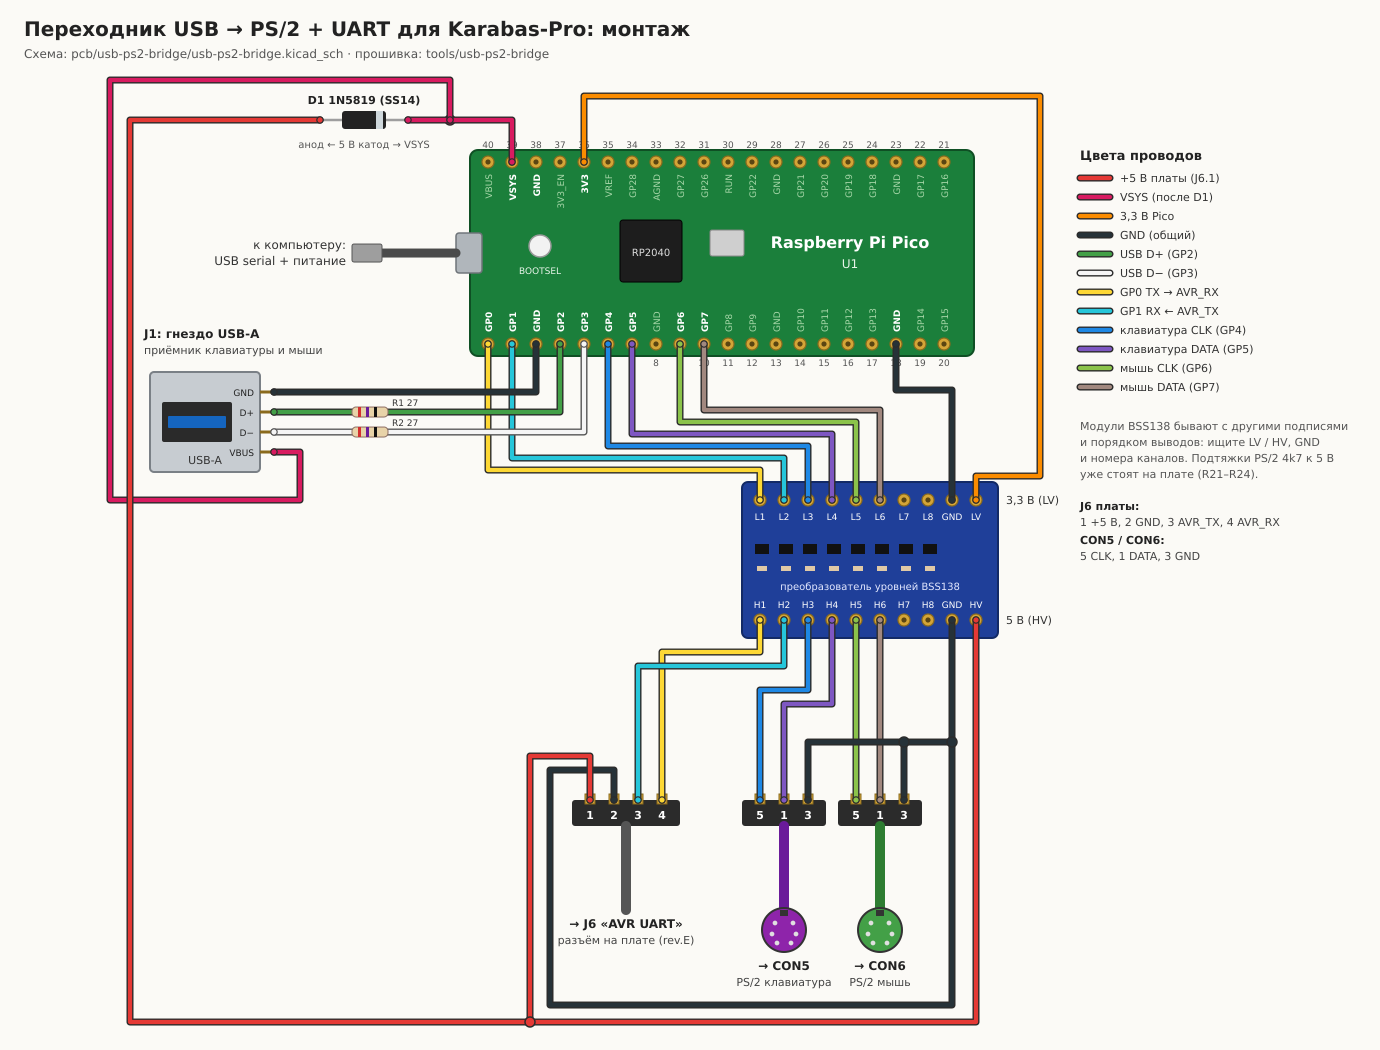 Переходник USB → PS/2 + UART для Karabas-Pro: монтаж
Схема: pcb/usb-ps2-bridge/usb-ps2-bridge.kicad_sch · прошивка: tools/usb-ps2-bridge
D1 1N5819 (SS14)
анод ← 5 В катод → VSYS
40 38 37 34 33 32 31 30 29 28 27 26 25 24 23 22 21
VBUS VSYS GND 3V3_EN 3V3 VREF GP28 AGND GP27 GP26 RUN GP22 GND GP21 GP20 GP19 GP18 GND GP17 GP16
к компьютеру:
USB serial + питание
BOOTSEL
RP2040
Raspberry Pi Pico
U1
GP0 GP1 GND GP2 GP3 GP4 GP5 GND GP6 GP7 GP8 GP9 GND GP10 GP11 GP12 GP13 GND GP14 GP15
8 11 12 13 14 15 16 17 19 20
J1: гнездо USB-A
приёмник клавиатуры и мыши
GND
D+
D−
VBUS
USB-A
R1 27
R2 27
Цвета проводов
+5 В платы (J6.1)
VSYS (после D1)
3,3 В Pico
GND (общий)
USB D+ (GP2)
USB D− (GP3)
GP0 TX → AVR_RX
GP1 RX ← AVR_TX
клавиатура CLK (GP4)
клавиатура DATA (GP5)
мышь CLK (GP6)
мышь DATA (GP7)
Модули BSS138 бывают с другими подписями
и порядком выводов: ищите LV / HV, GND
и номера каналов. Подтяжки PS/2 4k7 к 5 В
уже стоят на плате (R21–R24).
J6 платы:
1 +5 В, 2 GND, 3 AVR_TX, 4 AVR_RX
CON5 / CON6:
5 CLK, 1 DATA, 3 GND
3,3 В (LV)
L1 L2 L3 L4 L5 L6 L7 L8 GND LV
преобразователь уровней BSS138
H1 H2 H3 H4 H5 H6 H7 H8 GND HV
5 В (HV)
1 2 3 4
5 1 3
5 1 3
→ J6 «AVR UART»
разъём на плате (rev.E)
→ CON5
PS/2 клавиатура
→ CON6
PS/2 мышь